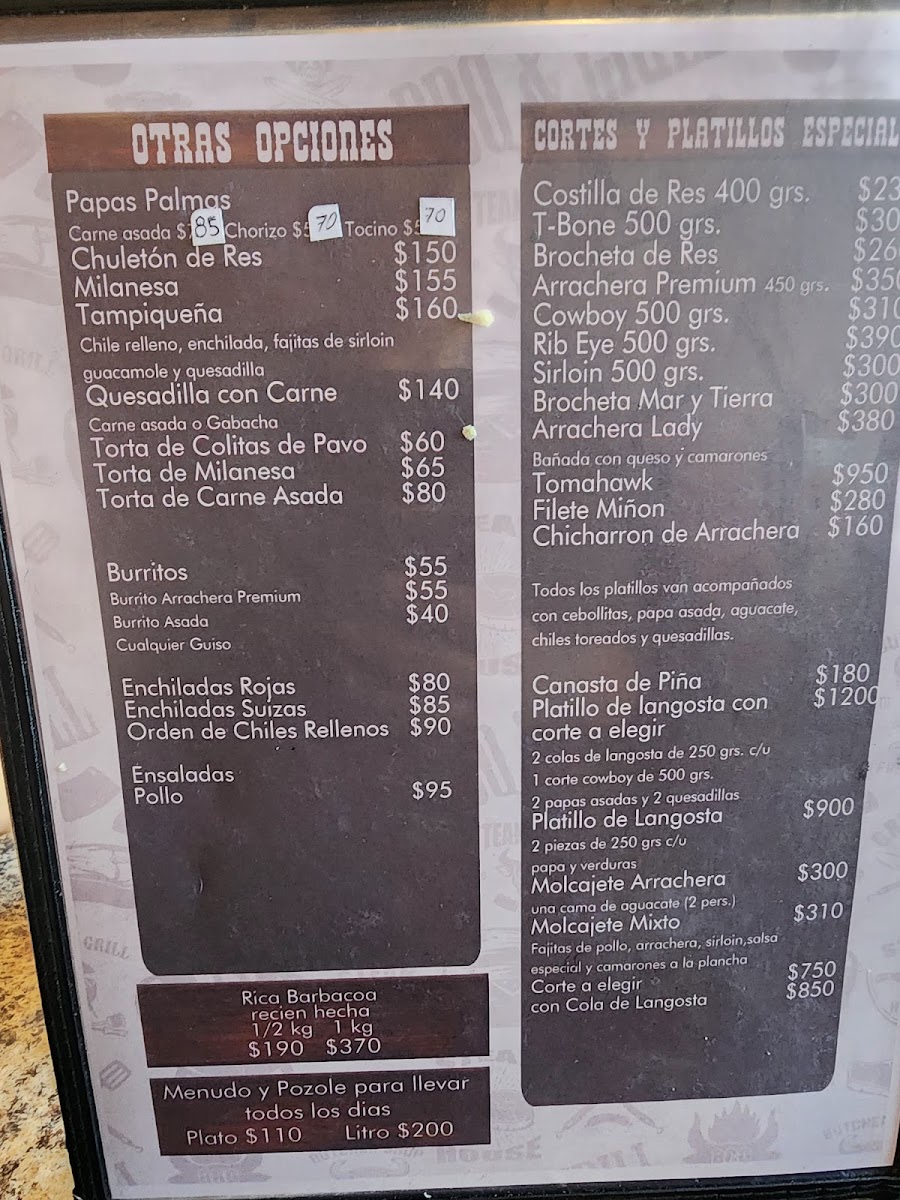 OTRAS OPCIONES
Papas Palmas
Carne asada $ 85 Chorizo $ 70 Tocino $ 70
Chuletón de Res $150
Milanesa $155
Tampiqueña $160
Chile relleno, enchilada, fajitas de sirloin
guacamole y quesadilla
Quesadilla con Carne $140
Carne asada o Gabacha
Torta de Colitas de Pavo $60
Torta de Milanesa $65
Torta de Carne Asada $80
Burritos $55
Burrito Arrachera Premium $55
Burrito Asada $40
Cualquier Guiso
Enchiladas Rojas $80
Enchiladas Suizas $85
Orden de Chiles Rellenos $90
Ensaladas
Pollo $95
Rica Barbacoa
recien hecha
1/2 kg 1 kg
$190 $370
Menudo y Pozole para llevar
todos los dias
Plato $110 Litro $200
CORTES Y PLATILLOS ESPECIAL
Costilla de Res 400 grs. $23
T-Bone 500 grs. $30
Brocheta de Res $26
Arrachera Premium 450 grs. $350
Cowboy 500 grs. $310
Rib Eye 500 grs. $390
Sirloin 500 grs. $300
Brocheta Mar y Tierra $300
Arrachera Lady $380
Bañada con queso y camarones
Tomahawk $950
Filete Miñon $280
Chicharron de Arrachera $160
Todos los platillos van acompañados
con cebollitas, papa asada, aguacate,
chiles toreados y quesadillas.
Canasta de Piña $180
Platillo de langosta con $1200
corte a elegir
2 colas de langosta de 250 grs. c/u
1 corte cowboy de 500 grs.
2 papas asadas y 2 quesadillas
Platillo de Langosta $900
2 piezas de 250 grs c/u
papa y verduras
Molcajete Arrachera $300
una cama de aguacate (2 pers.)
Molcajete Mixto $310
Fajitas de pollo, arrachera, sirloin,salsa
especial y camarones a la plancha
Corte a elegir $750
con Cola de Langosta $850